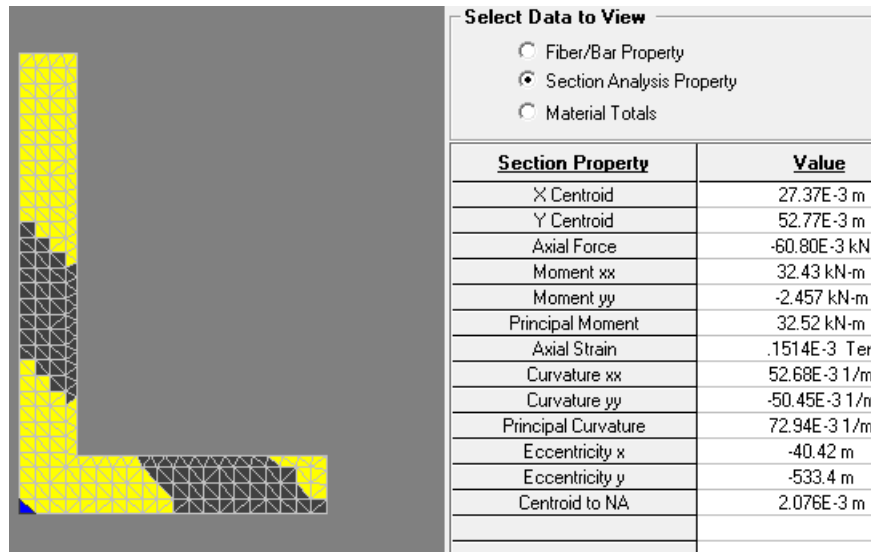 Select Data to View
Fiber/Bar Property
Section Analysis Property
Material Totals
Section Property Value
X Centroid 27.37E-3 m
Y Centroid 52.77E-3 m
Axial Force -60.80E-3 kN
Moment xx 32.43 kN-m
Moment yy -2.457 kN-m
Principal Moment 32.52 kN-m
Axial Strain .1514E-3 Ter
Curvature xx 52.68E-3 1/m
Curvature yy -50.45E-3 1/m
Principal Curvature 72.94E-3 1/m
Eccentricity x -40.42 m
Eccentricity y -533.4 m
Centroid to NA 2.076E-3 m